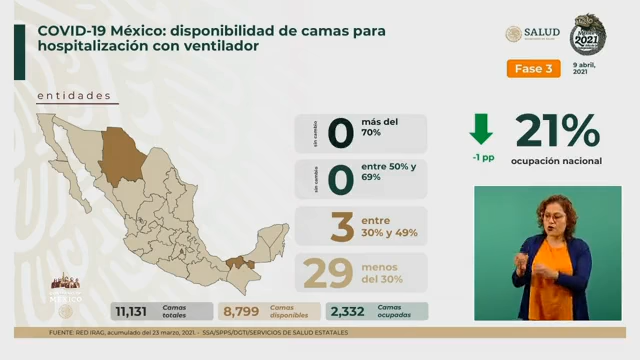 COVID-19 México: disponibilidad de camas para
hospitalización con ventilador
SALUD
2021
Fase 3
9 abril,
2021
entidades
sin cambio
0
más del
70%
sin cambio
0
entre 50% y
69%
3
entre
30% y 49%
29
menos
del 30%
-1 pp
21%
ocupación nacional
MÉXICO
11,131
Camas
totales
8,799
Camas
disponibles
2,332
Camas
ocupadas
FUENTE: RED IRAG, acumulado del 23 marzo, 2021. - SSA/SPPS/DGTI/SERVICIOS DE SALUD ESTATALES